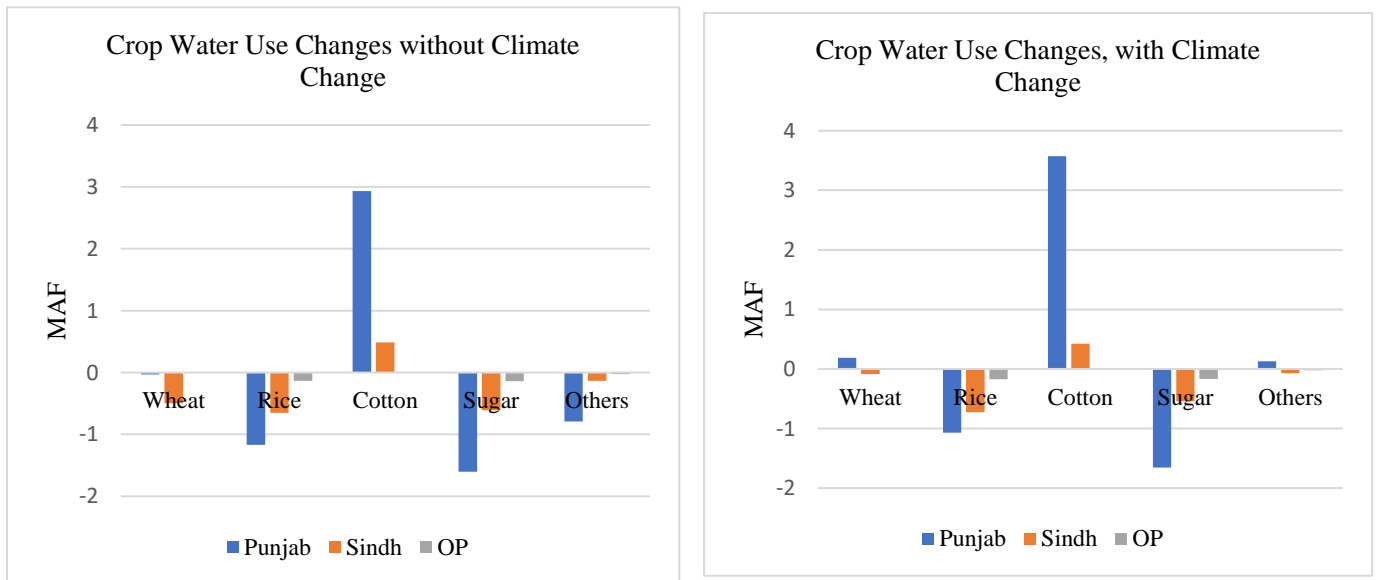 Crop Water Use Changes without Climate
Change
4
3
2
1
0
-1
-2
MAF
Wheat Rice Cotton Sugar Others
Punjab Sindh OP
Crop Water Use Changes, with Climate
Change
4
3
2
1
0
-1
-2
MAF
Wheat Rice Cotton Sugar Others
Punjab Sindh OP